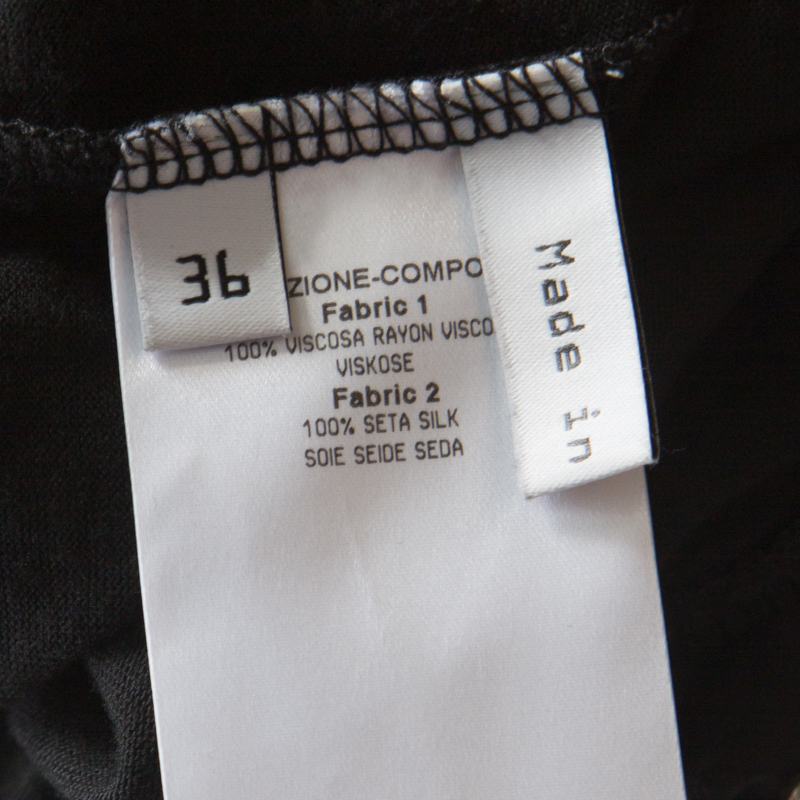 36
ZIONE-COMPO
Fabric 1
100% VISCOSA RAYON VISCO
VISKOSE
Fabric 2
100% SETA SILK
SOIE SEIDE SEDA
Made in